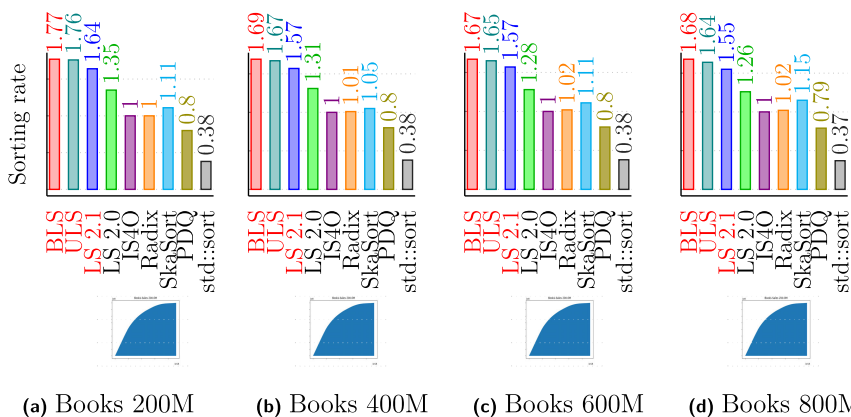 Sorting rate
1.77 1.76 1.64 1.35 1 1 1.11 0.8 0.38
BLS ULS LS 2.1 LS 2.0 IS4O Radix SkaSort PDQ std::sort
(a) Books 200M
1.69 1.67 1.57 1.31 1 1.01 1.05 0.8 0.38
BLS ULS LS 2.1 LS 2.0 IS4O Radix SkaSort PDQ std::sort
(b) Books 400M
1.67 1.65 1.57 1.28 1 1.02 1.11 0.8 0.38
BLS ULS LS 2.1 LS 2.0 IS4O Radix SkaSort PDQ std::sort
(c) Books 600M
1.68 1.64 1.55 1.26 1 1.02 1.15 0.79 0.37
BLS ULS LS 2.1 LS 2.0 IS4O Radix SkaSort PDQ std::sort
(d) Books 800M